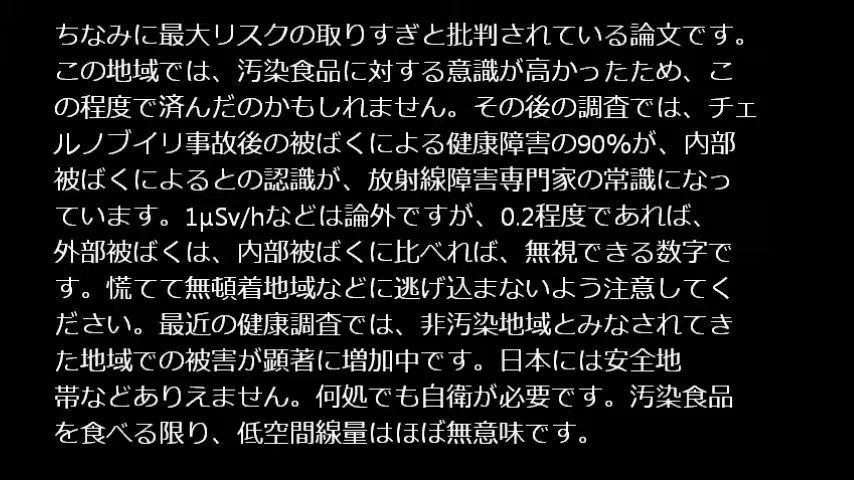 ちなみに最大リスクの取りすぎと批判されている論文です。
この地域では、汚染食品に対する意識が高かったため、こ
の程度で済んだのかもしれません。その後の調査では、チェ
ルノブイリ事故後の被ばくによる健康障害の90%が、内部
被ばくによるとの認識が、放射線障害専門家の常識になっ
ています。1μSv/hなどは論外ですが、0.2程度であれば、
外部被ばくは、内部被ばくに比べれば、無視できる数字で
す。慌てて無頓着地域などに逃げ込まないよう注意してく
ださい。最近の健康調査では、非汚染地域とみなされてき
た地域での被害が顕著に増加中です。日本には安全地
帯などありえません。何処でも自衛が必要です。汚染食品
を食べる限り、低空間線量はほぼ無意味です。